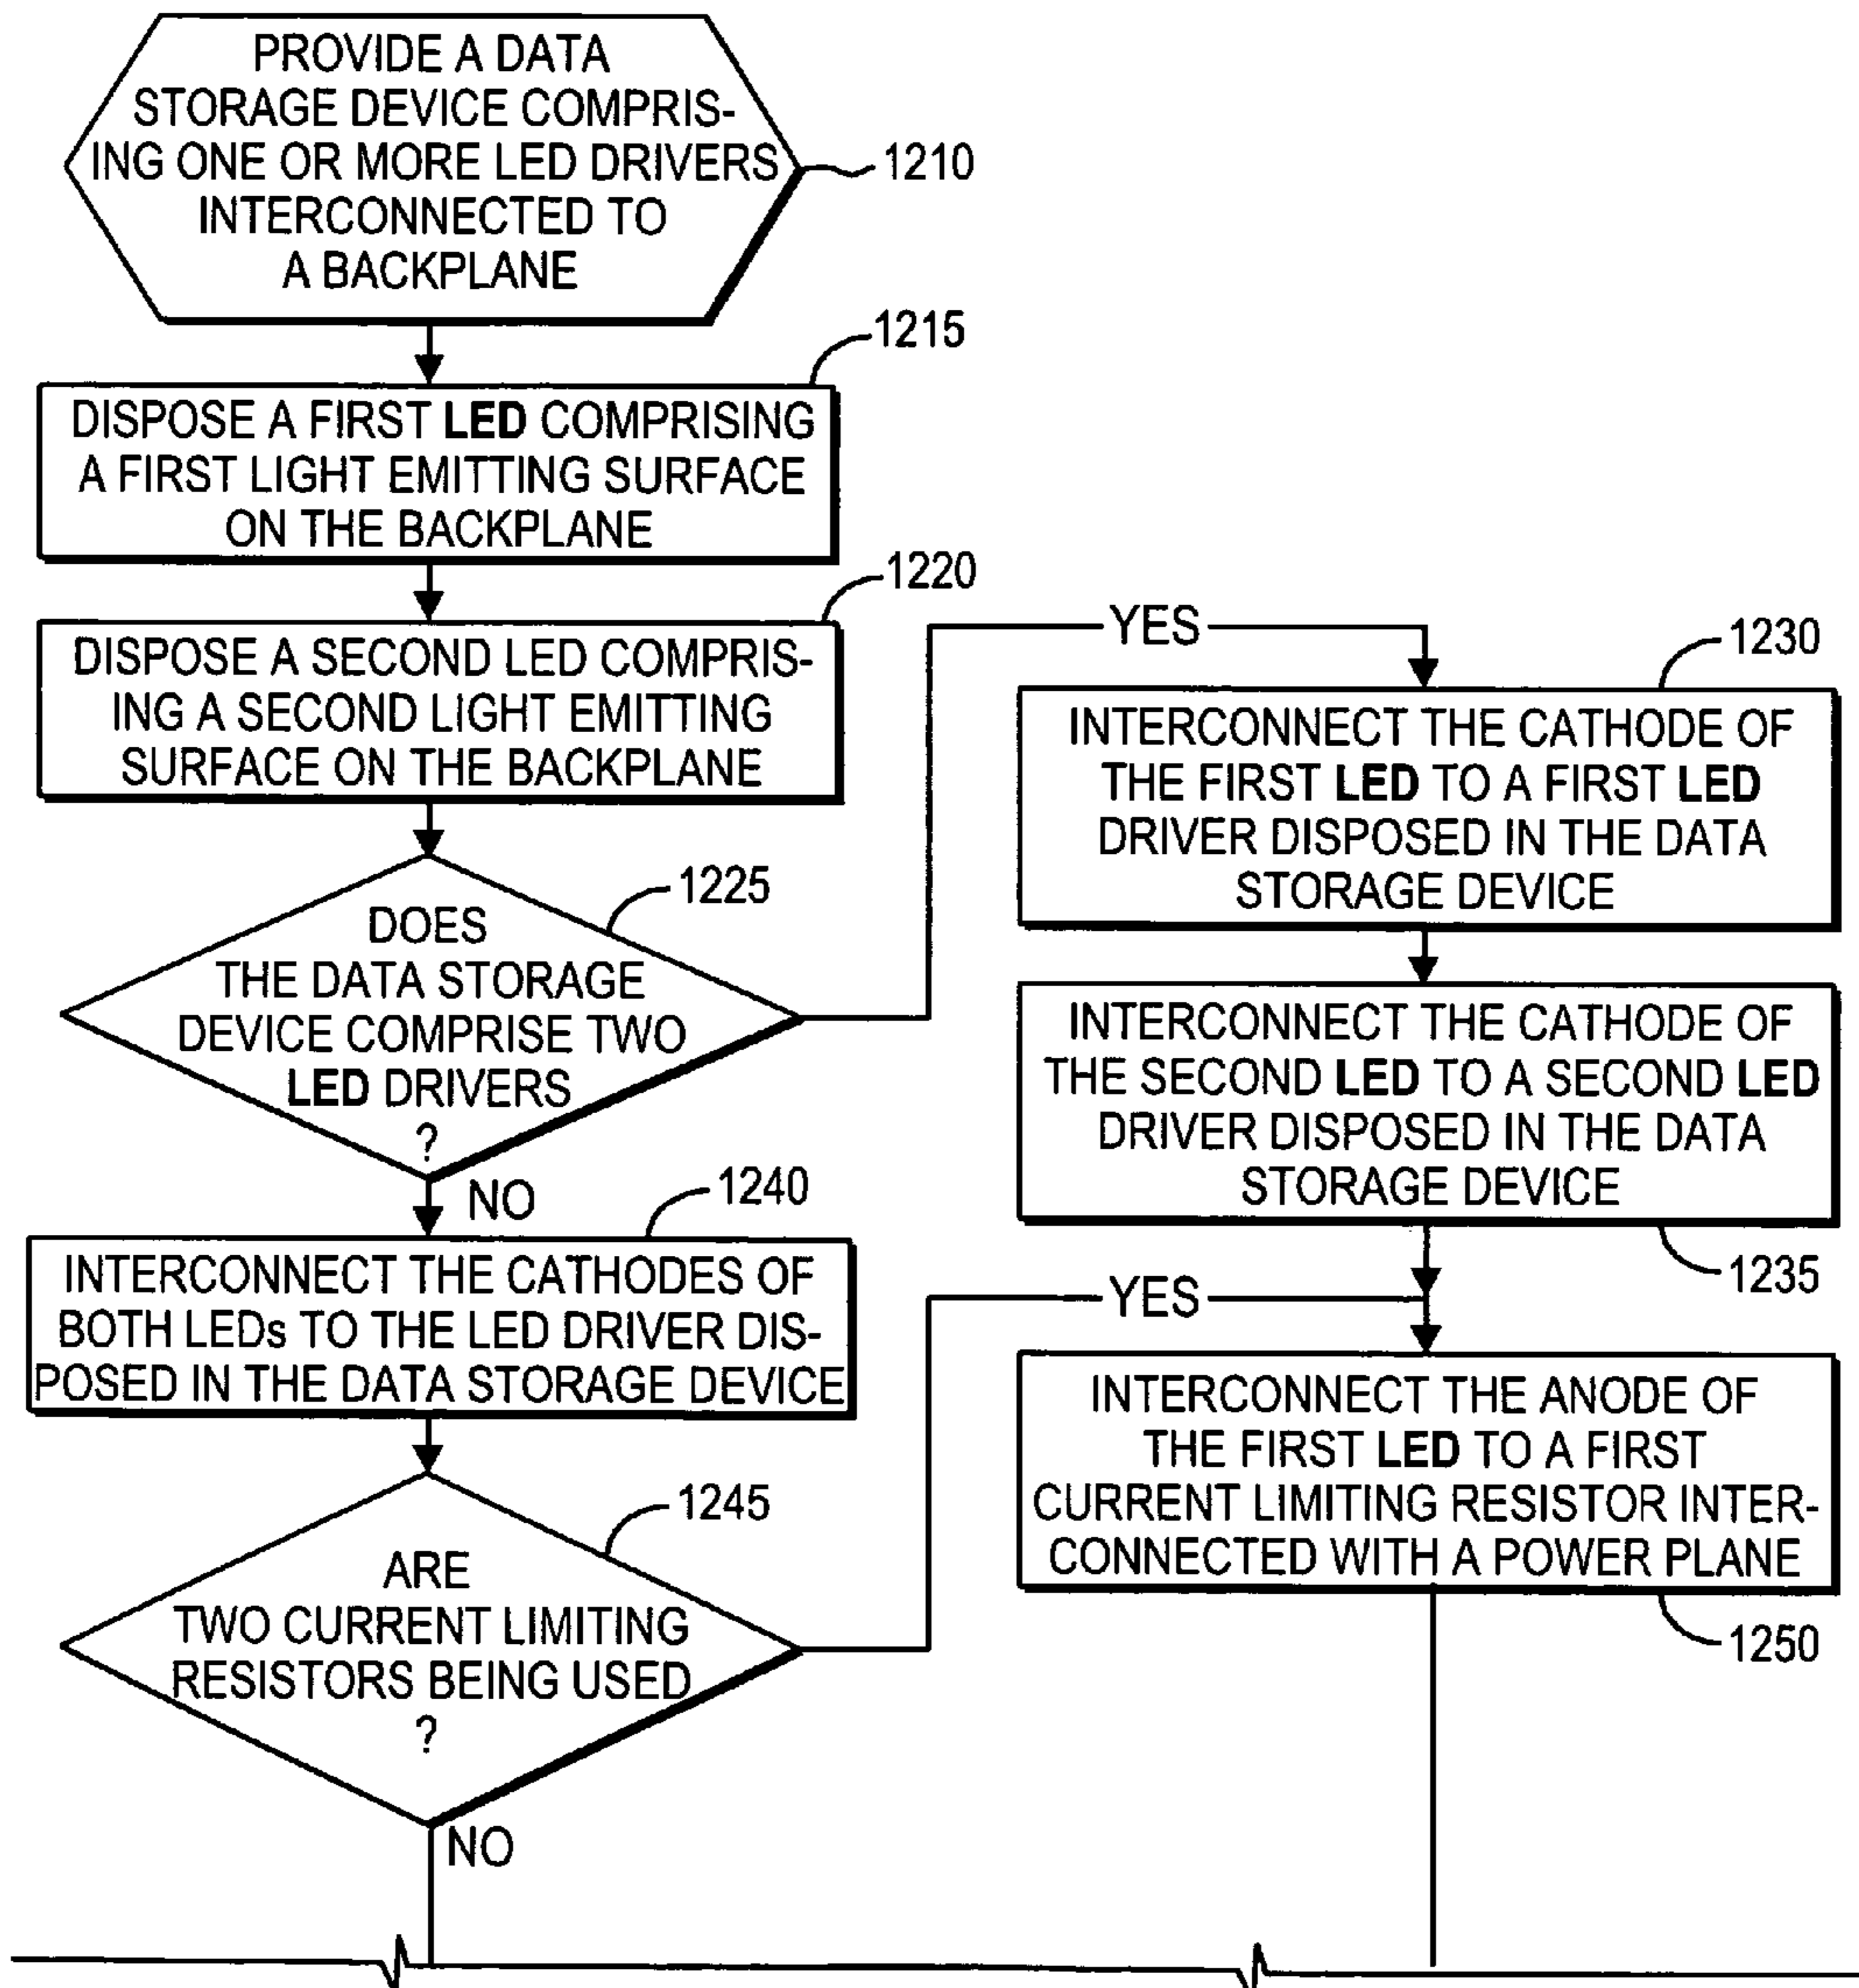 PROVIDE A DATA
STORAGE DEVICE COMPRIS-
ING ONE OR MORE LED DRIVERS
INTERCONNECTED TO
A BACKPLANE
1210
1215
DISPOSE A FIRST LED COMPRISING
A FIRST LIGHT EMITTING SURFACE
ON THE BACKPLANE
1220
DISPOSE A SECOND LED COMPRIS-
ING A SECOND LIGHT EMITTING
SURFACE ON THE BACKPLANE
1225
DOES
THE DATA STORAGE
DEVICE COMPRISE TWO
LED DRIVERS
?
YES
1230
INTERCONNECT THE CATHODE OF
THE FIRST LED TO A FIRST LED
DRIVER DISPOSED IN THE DATA
STORAGE DEVICE
INTERCONNECT THE CATHODE OF
THE SECOND LED TO A SECOND LED
DRIVER DISPOSED IN THE DATA
STORAGE DEVICE
1235
NO
1240
INTERCONNECT THE CATHODES OF
BOTH LEDs TO THE LED DRIVER DIS-
POSED IN THE DATA STORAGE DEVICE
1245
ARE
TWO CURRENT LIMITING
RESISTORS BEING USED
?
YES
INTERCONNECT THE ANODE OF
THE FIRST LED TO A FIRST
CURRENT LIMITING RESISTOR INTER-
CONNECTED WITH A POWER PLANE
1250
NO